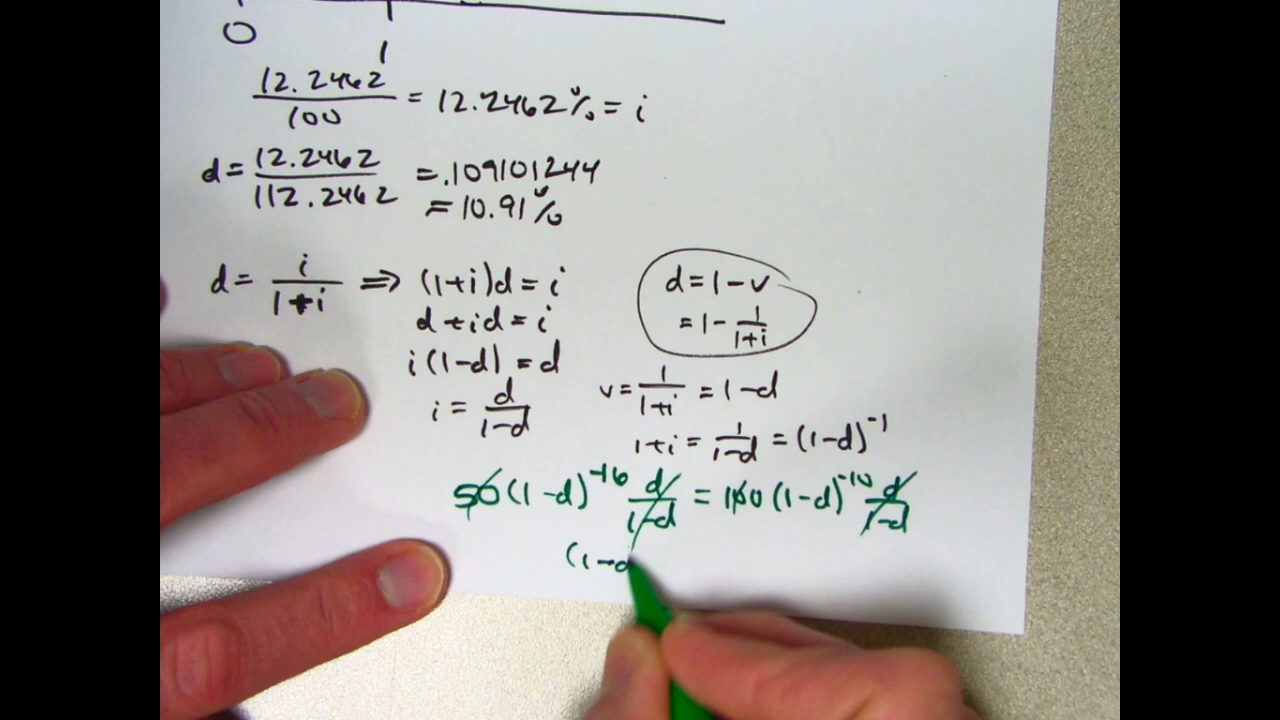 0 1
12.2462/100 = 12.2462% = i
d = 12.2462/112.2462 = .109101244
= 10.91%
d = i/(1+i) ⟹ (1+i)d = i
d + id = i
i(1-d) = d
i = d/(1-d)
d = 1 - v
= 1 - 1/(1+i)
v = 1/(1+i) = 1-d
1+i = 1/(1-d) = (1-d)^-1
50(1-d)^-16 d/(1-d) = 100(1-d)^-10 d/(1-d)
(1-d